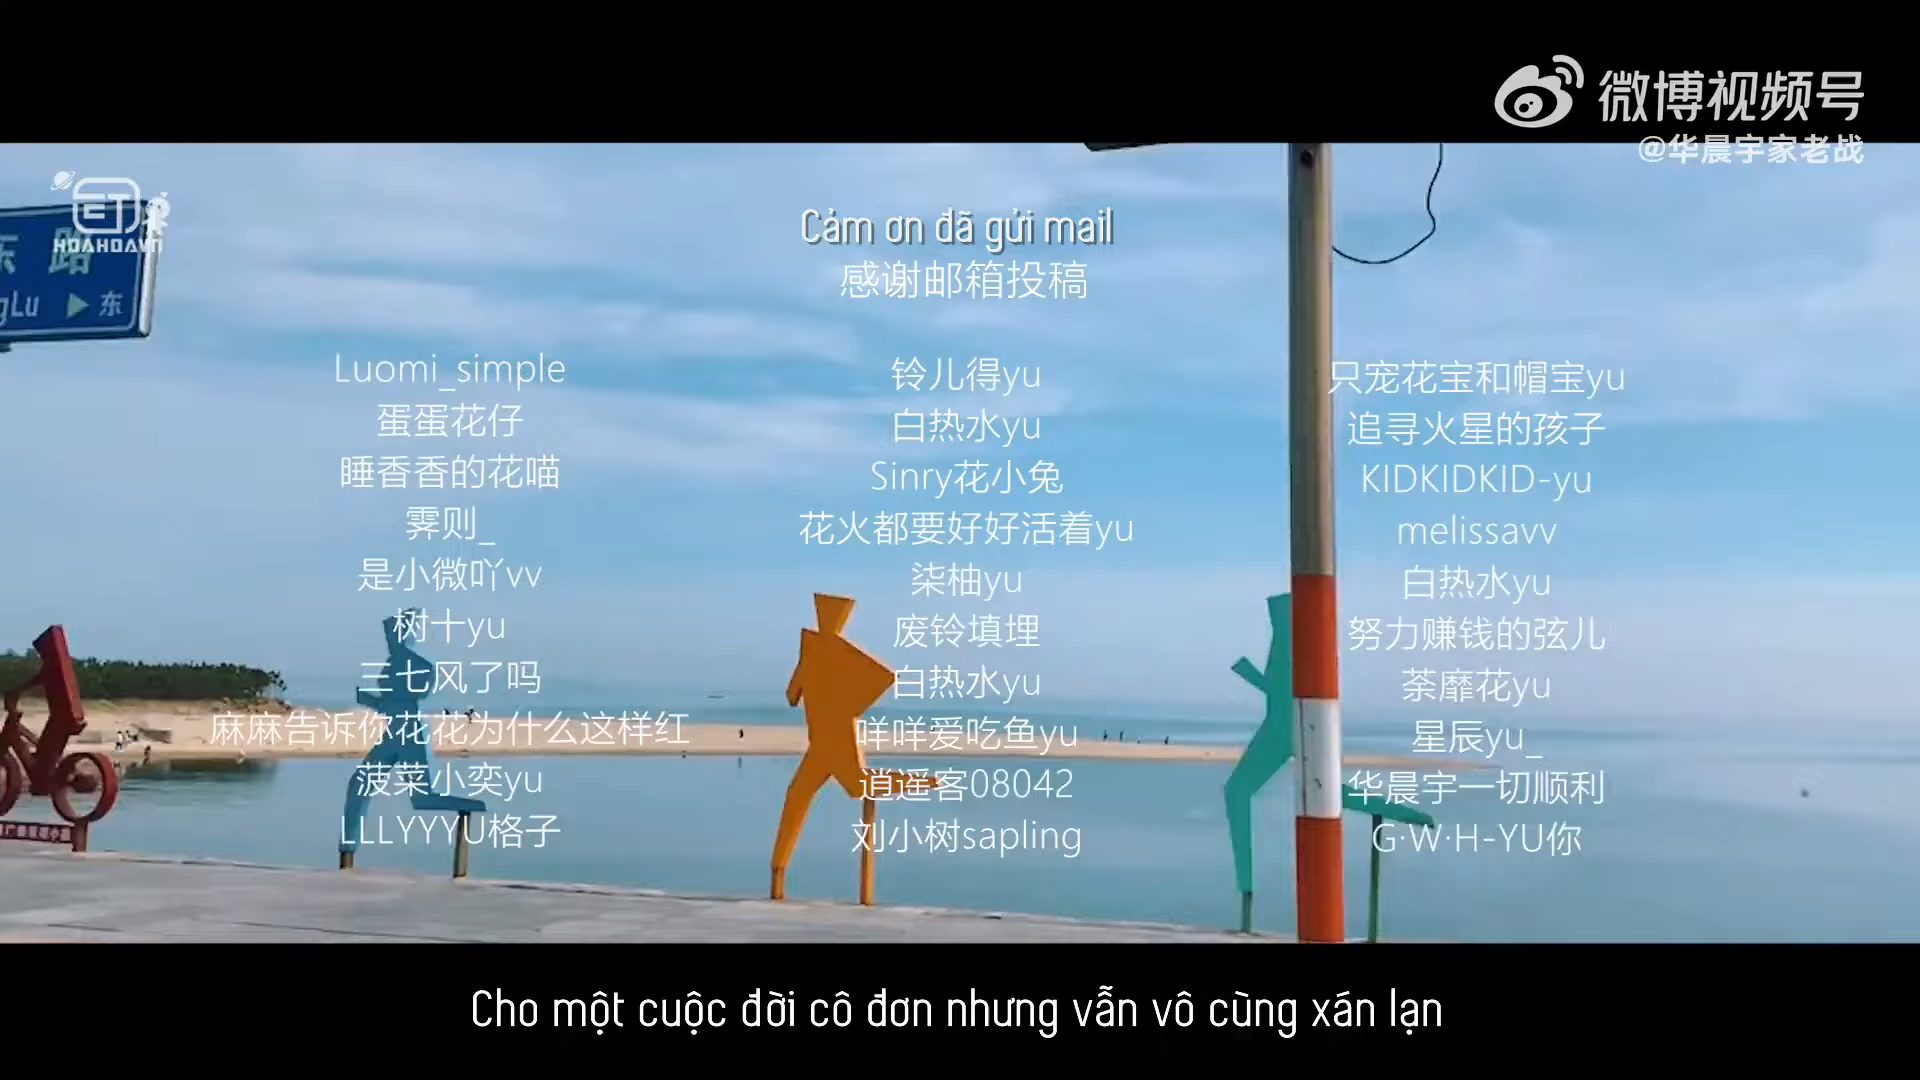 微博视频号
@华晨宇家老战
ET
HOAHOAVN
东 路
gLu ▶ 东
Cảm ơn đã gửi mail
感谢邮箱投稿
Luomi_simple
蛋蛋花仔
睡香香的花喵
霁则_
是小微吖vv
树十yu
三七风了吗
麻麻告诉你花花为什么这样红
菠菜小奕yu
LLLYYYU格子
铃儿得yu
白热水yu
Sinry花小兔
花火都要好好活着yu
柒柚yu
废铃填埋
白热水yu
咩咩爱吃鱼yu
逍遥客08042
刘小树sapling
只宠花宝和帽宝yu
追寻火星的孩子
KIDKIDKID-yu
melissavv
白热水yu
努力赚钱的弦儿
荼靡花yu
星辰yu_
华晨宇一切顺利
G·W·H-YU你
Cho một cuộc đời cô đơn nhưng vẫn vô cùng xán lạn